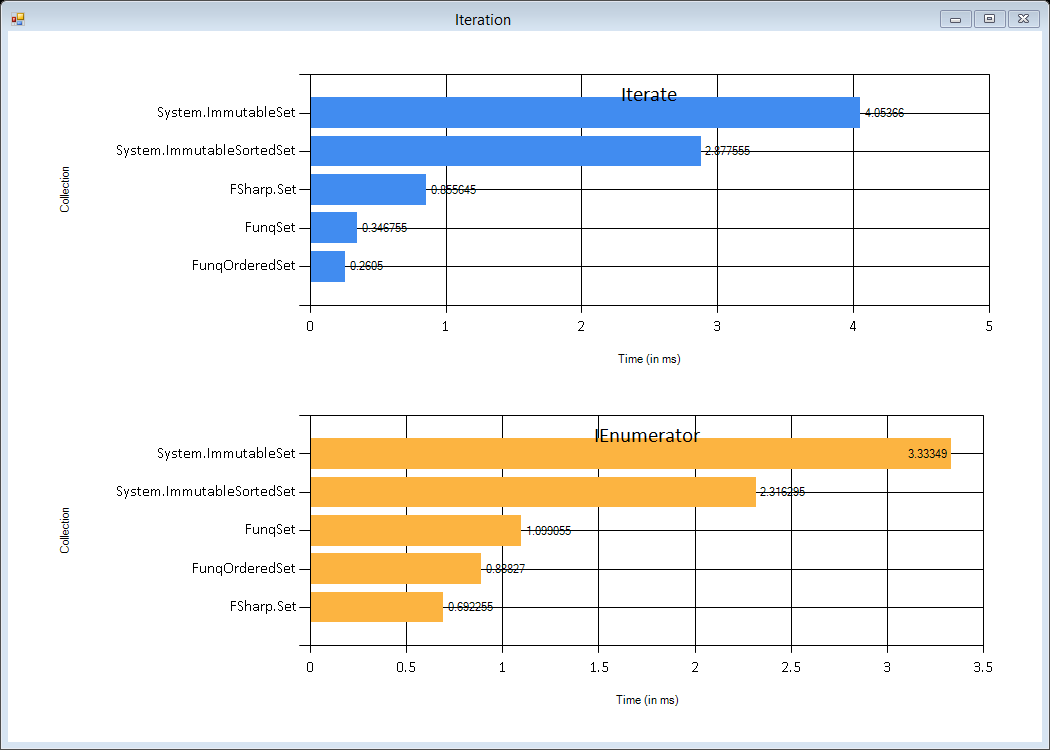 Iteration
Iterate
Collection
System.ImmutableSet
4.05366
System.ImmutableSortedSet
2.877555
FSharp.Set
0.855645
FunqSet
0.346755
FunqOrderedSet
0.2605
0 1 2 3 4 5
Time (in ms)
IEnumerator
Collection
System.ImmutableSet
3.33349
System.ImmutableSortedSet
2.316295
FunqSet
1.099055
FunqOrderedSet
0.88827
FSharp.Set
0.692255
0 0.5 1 1.5 2 2.5 3 3.5
Time (in ms)